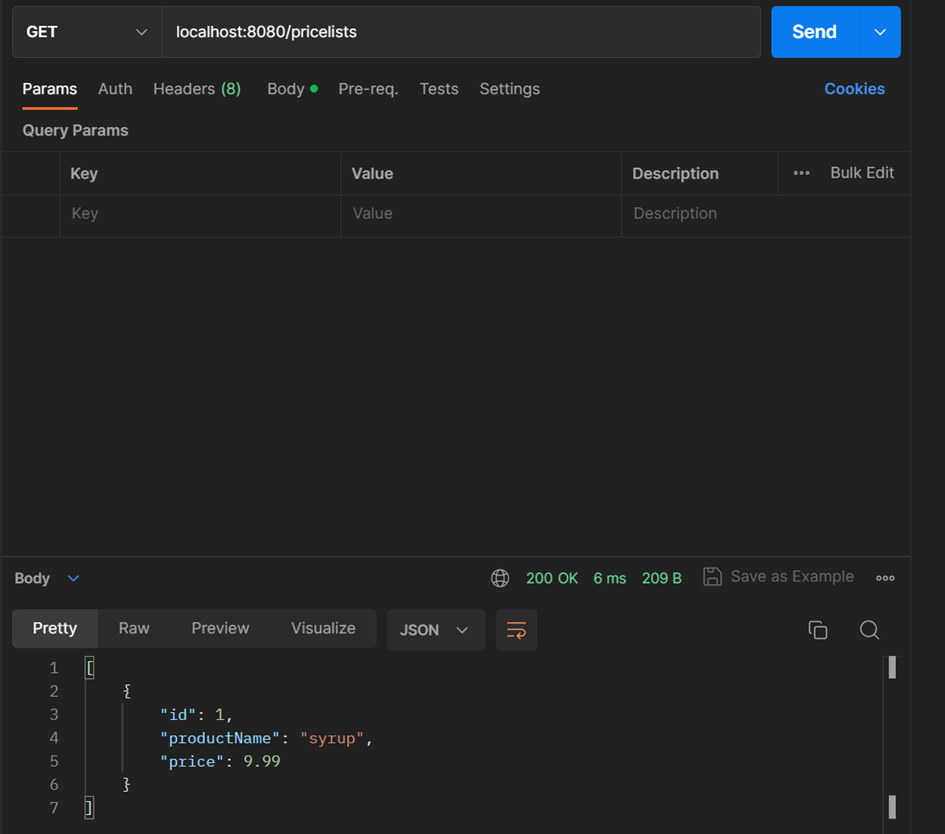 GET localhost:8080/pricelists Send
Params Auth Headers (8) Body Pre-req. Tests Settings Cookies
Query Params
Key Value Description ••• Bulk Edit
Key Value Description
Body 200 OK 6 ms 209 B Save as Example
Pretty Raw Preview Visualize JSON
1 [
2 {
3 "id": 1,
4 "productName": "syrup",
5 "price": 9.99
6 }
7 ]